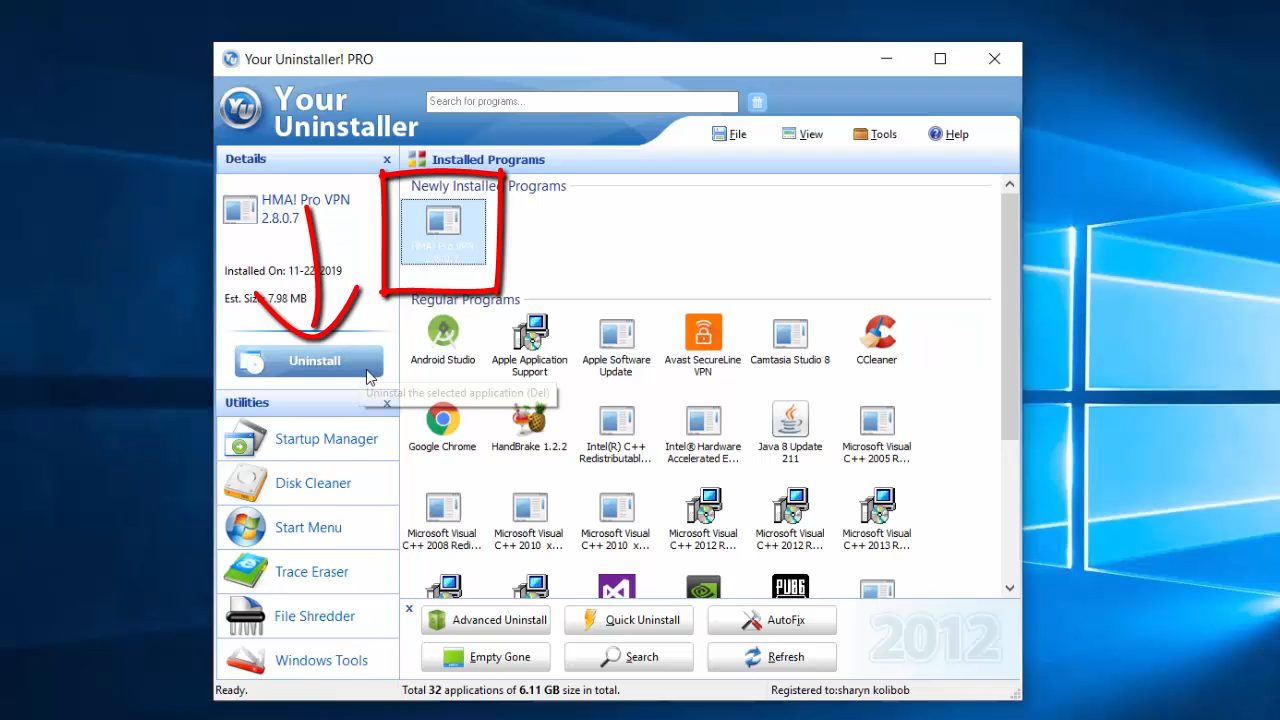 Your Uninstaller! PRO
Your
Uninstaller
Search for programs...
File
View
Tools
Help
Details
x
Installed Programs
HMA! Pro VPN
2.8.0.7
Installed On: 11-22-2019
Est. Size: 7.98 MB
Uninstall
Uninstal the selected application (Del)
Newly Installed Programs
HMA! Pro VPN
2.8.0.7
Regular Programs
Android Studio
Apple Application
Support
Apple Software
Update
Avast SecureLine
VPN
Camtasia Studio 8
CCleaner
Google Chrome
HandBrake 1.2.2
Intel(R) C++
Redistributabl...
Intel® Hardware
Accelerated E...
Java 8 Update
211
Microsoft Visual
C++ 2005 R...
Microsoft Visual
C++ 2008 Redi...
Microsoft Visual
C++ 2010 x...
Microsoft Visual
C++ 2010 x...
Microsoft Visual
C++ 2012 R...
Microsoft Visual
C++ 2012 R...
Microsoft Visual
C++ 2013 R...
PUBG
Utilities
x
Startup Manager
Disk Cleaner
Start Menu
Trace Eraser
File Shredder
Windows Tools
x
Advanced Uninstall
Quick Uninstall
AutoFix
Empty Gone
Search
Refresh
2012
Ready.
Total 32 applications of 6.11 GB size in total.
Registered to:sharyn kolibob